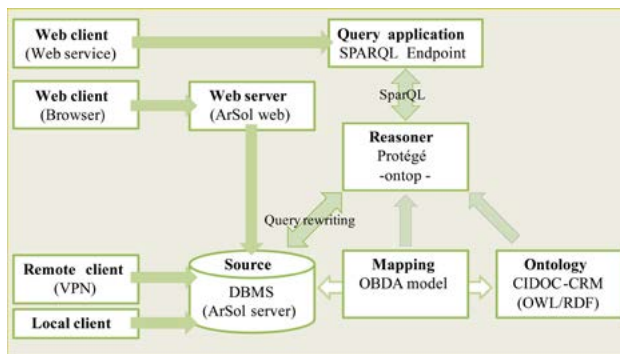 Web client
(Web service)
Query application
SPARQL Endpoint
Web client
(Browser)
Web server
(ArSol web)
SparQL
Reasoner
Protégé
-ontop -
Query rewriting
Remote client
(VPN)
Local client
Source
DBMS
(ArSol server)
Mapping
OBDA model
Ontology
CIDOC-CRM
(OWL/RDF)